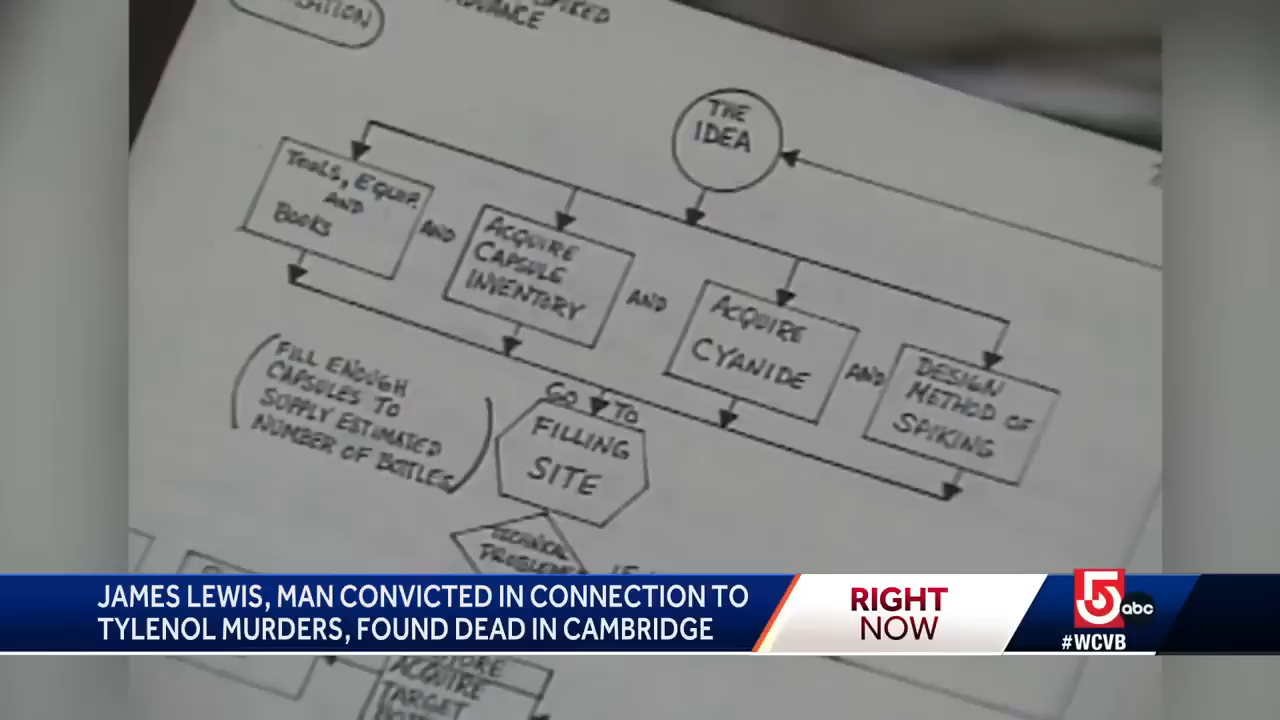 THE
IDEA
TOOLS, EQUIP.
AND
BOOKS
AND
ACQUIRE
CAPSULE
INVENTORY
AND
ACQUIRE
CYANIDE
AND
DESIGN
METHOD OF
SPIKING
(FILL ENOUGH
CAPSULES TO
SUPPLY ESTIMATED
NUMBER OF BOTTLES)
GO TO
FILLING
SITE
TECHNICAL
JAMES LEWIS, MAN CONVICTED IN CONNECTION TO
TYLENOL MURDERS, FOUND DEAD IN CAMBRIDGE
RIGHT
NOW
5 abc
#WCVB
ACQUIRE
TARGET